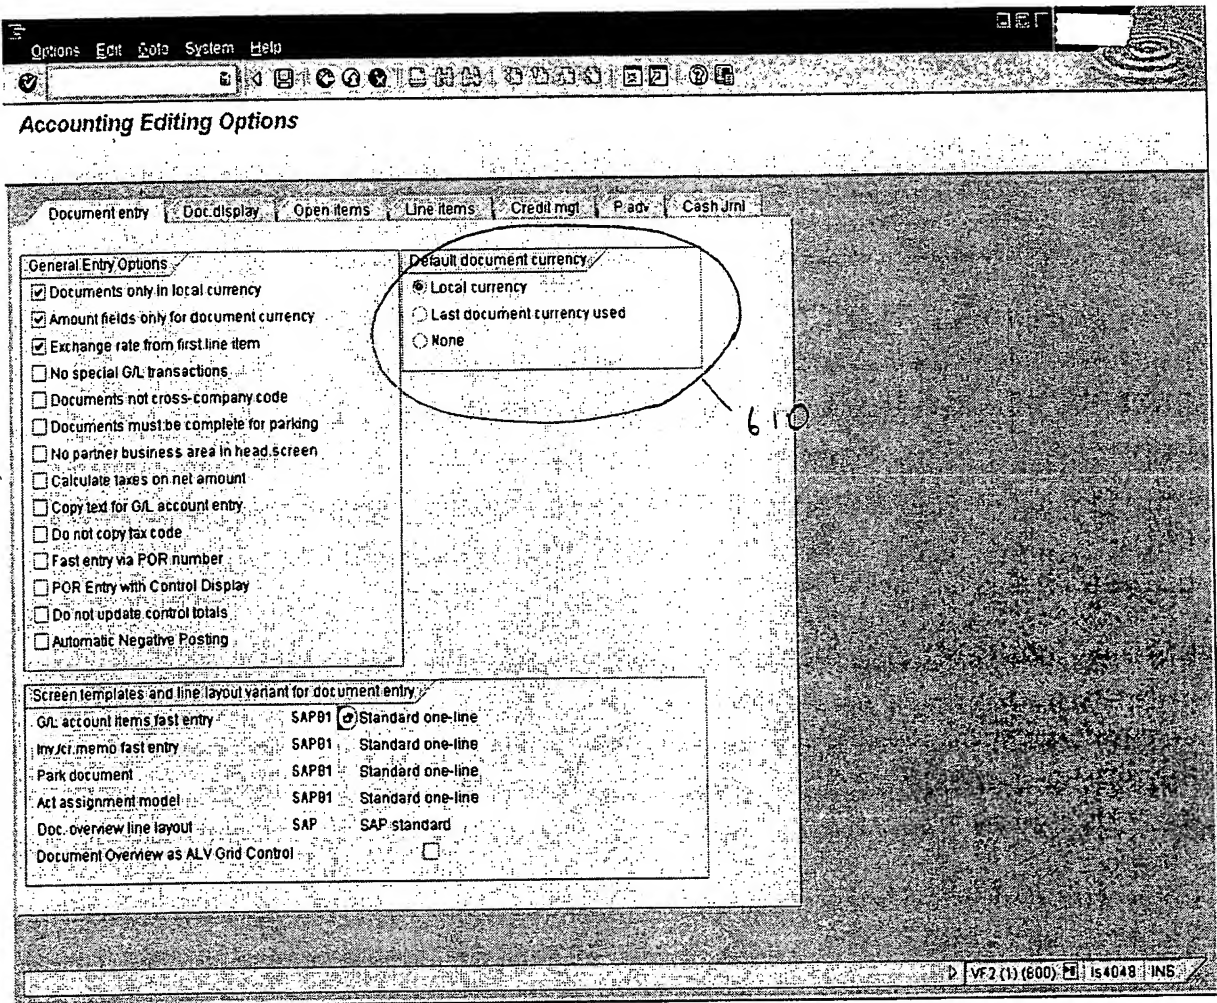 Options Edit Goto System Help
Accounting Editing Options
Document entry Doc.display Open items Line items Credit mgt P.adv Cash Jrnl
General Entry Options
Documents only in local currency
Amount fields only for document currency
Exchange rate from first line item
No special G/L transactions
Documents not cross-company code
Documents must be complete for parking
No partner business area in head.screen
Calculate taxes on net amount
Copy text for G/L account entry
Do not copy tax code
Fast entry via POR number
POR Entry with Control Display
Do not update control totals
Automatic Negative Posting
Default document currency
Local currency
Last document currency used
None
610
Screen templates and line layout variant for document entry
G/L account items fast entry SAP01 Standard one-line
Inv./cr.memo fast entry SAP01 Standard one-line
Park document SAP01 Standard one-line
Act assignment model SAP01 Standard one-line
Doc. overview line layout SAP SAP standard
Document Overview as ALV Grid Control
VF2 (1) (800) ls4048 INS